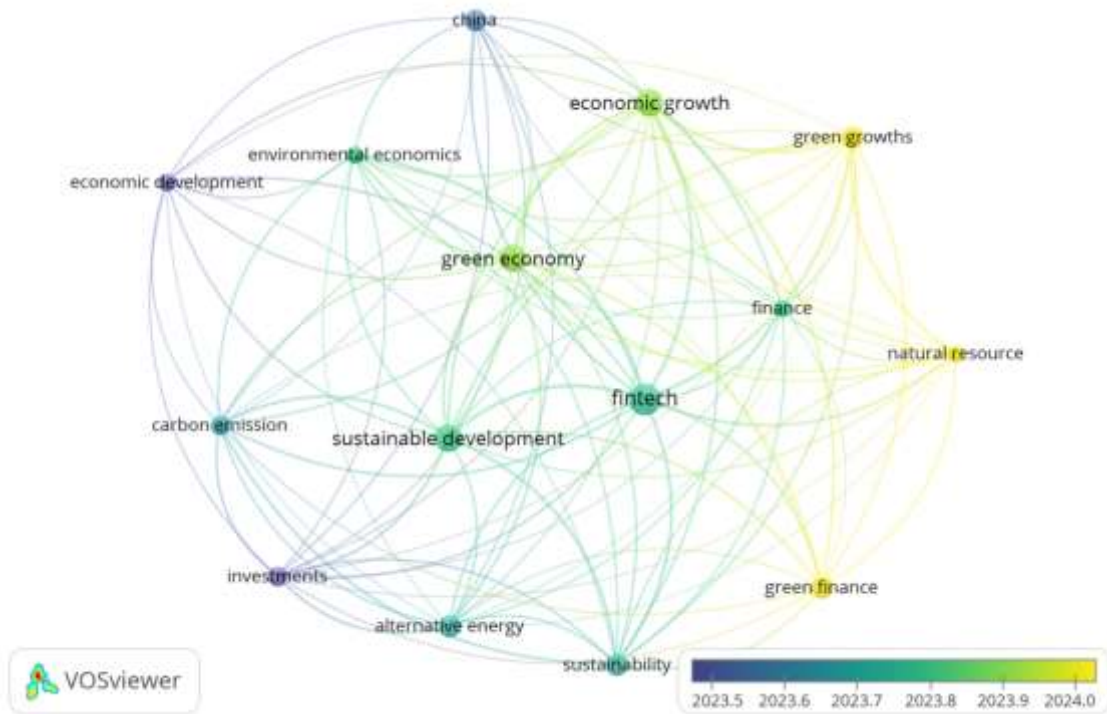 china
economic growth
green growths
environmental economics
economic development
green economy
finance
natural resource
fintech
carbon emission
sustainable development
investments
green finance
alternative energy
sustainability
VOSviewer
2023.5 2023.6 2023.7 2023.8 2023.9 2024.0